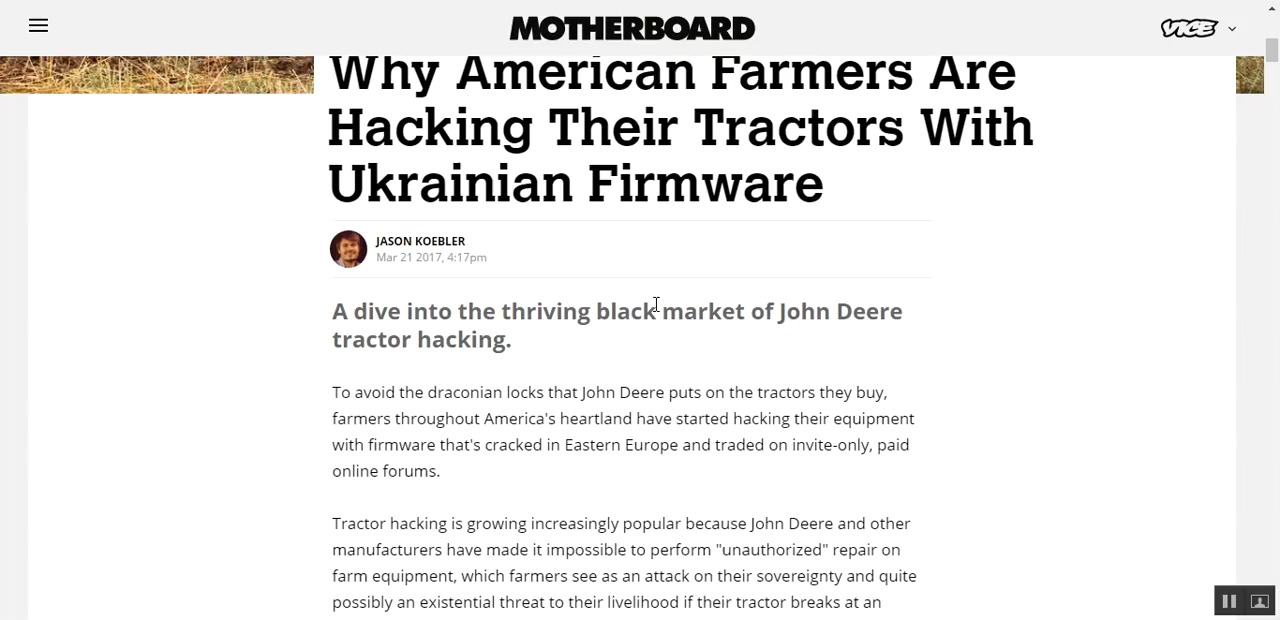 MOTHERBOARD
VICE
Why American Farmers Are
Hacking Their Tractors With
Ukrainian Firmware
JASON KOEBLER
Mar 21 2017, 4:17pm
A dive into the thriving black market of John Deere
tractor hacking.
To avoid the draconian locks that John Deere puts on the tractors they buy,
farmers throughout America's heartland have started hacking their equipment
with firmware that's cracked in Eastern Europe and traded on invite-only, paid
online forums.
Tractor hacking is growing increasingly popular because John Deere and other
manufacturers have made it impossible to perform "unauthorized" repair on
farm equipment, which farmers see as an attack on their sovereignty and quite
possibly an existential threat to their livelihood if their tractor breaks at an